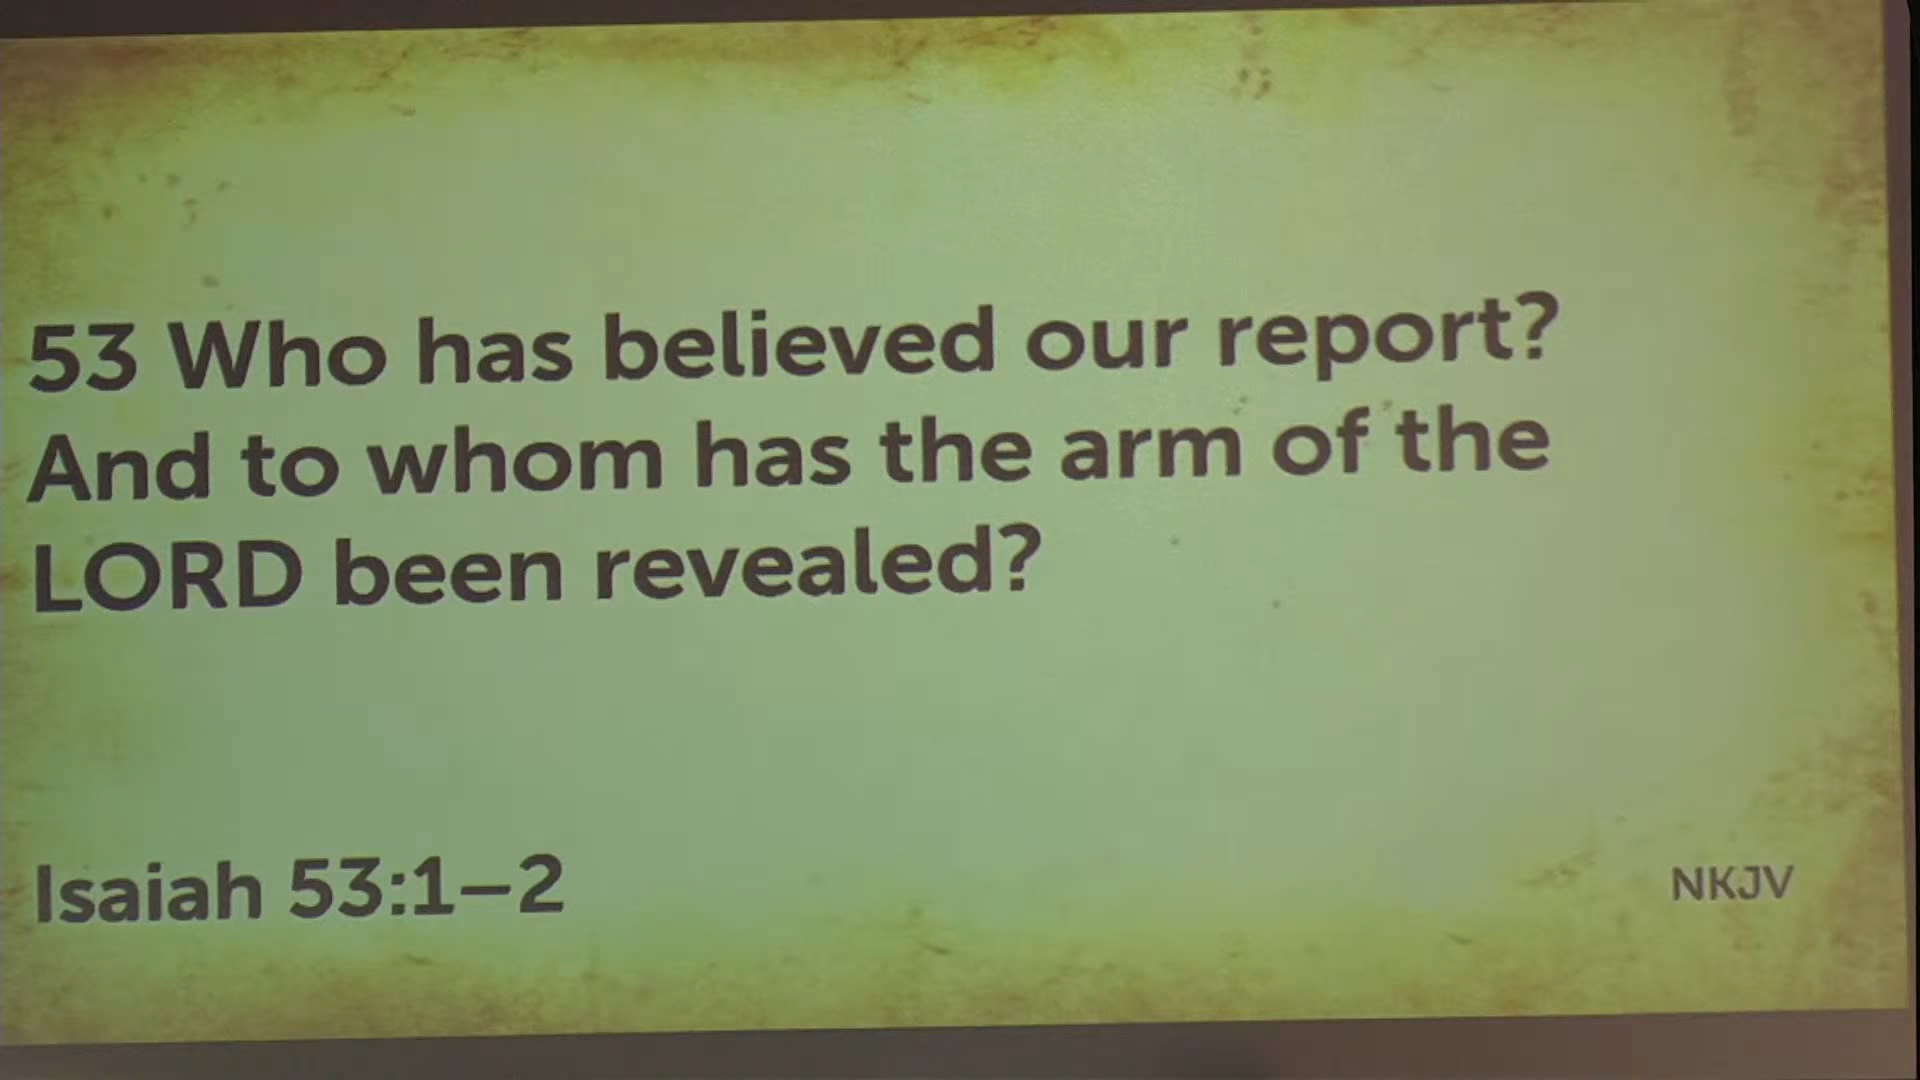 53 Who has believed our report?
And to whom has the arm of the
LORD been revealed?
Isaiah 53:1–2
NKJV